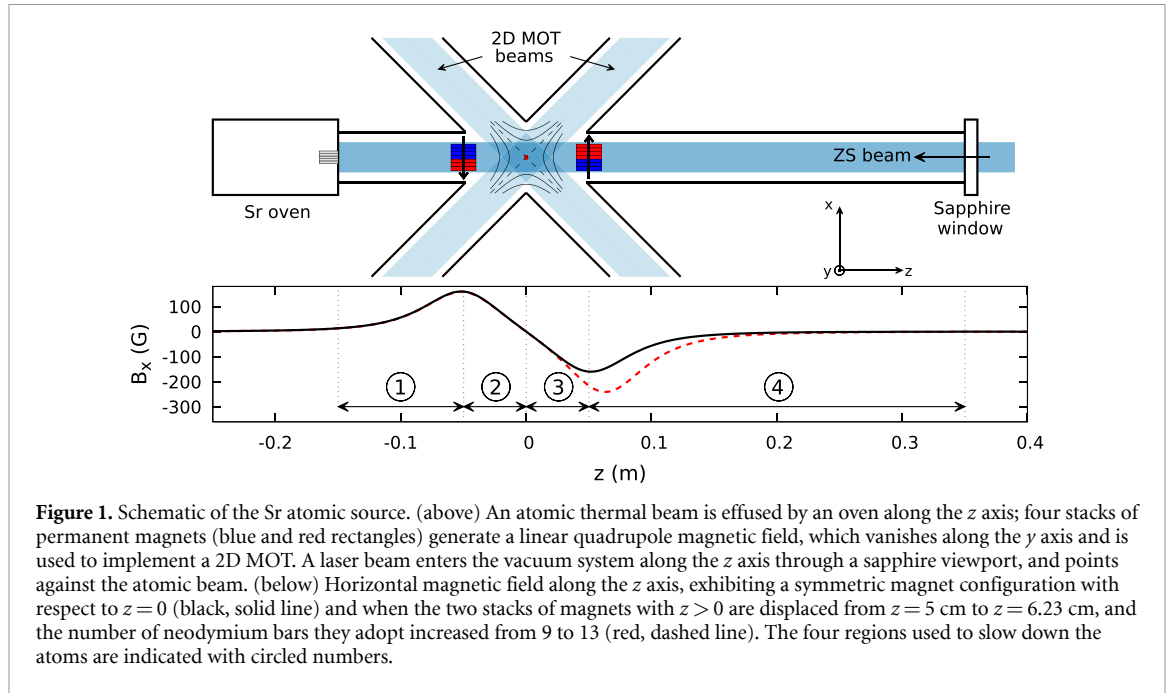 2D MOT
beams
ZS beam
Sr oven
Sapphire
window
x
y
z
100
0
-100
-200
-300
Bₓ (G)
1
2
3
4
-0.2
-0.1
0
0.1
0.2
0.3
0.4
z (m)
Figure 1. Schematic of the Sr atomic source. (above) An atomic thermal beam is effused by an oven along the z axis; four stacks of
permanent magnets (blue and red rectangles) generate a linear quadrupole magnetic field, which vanishes along the y axis and is
used to implement a 2D MOT. A laser beam enters the vacuum system along the z axis through a sapphire viewport, and points
against the atomic beam. (below) Horizontal magnetic field along the z axis, exhibiting a symmetric magnet configuration with
respect to z = 0 (black, solid line) and when the two stacks of magnets with z > 0 are displaced from z = 5 cm to z = 6.23 cm, and
the number of neodymium bars they adopt increased from 9 to 13 (red, dashed line). The four regions used to slow down the
atoms are indicated with circled numbers.